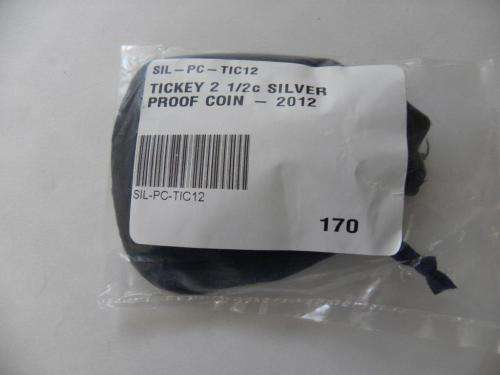 SIL-PC-TIC12
TICKEY 2 1/2c SILVER
PROOF COIN - 2012
SIL-PC-TIC12
170